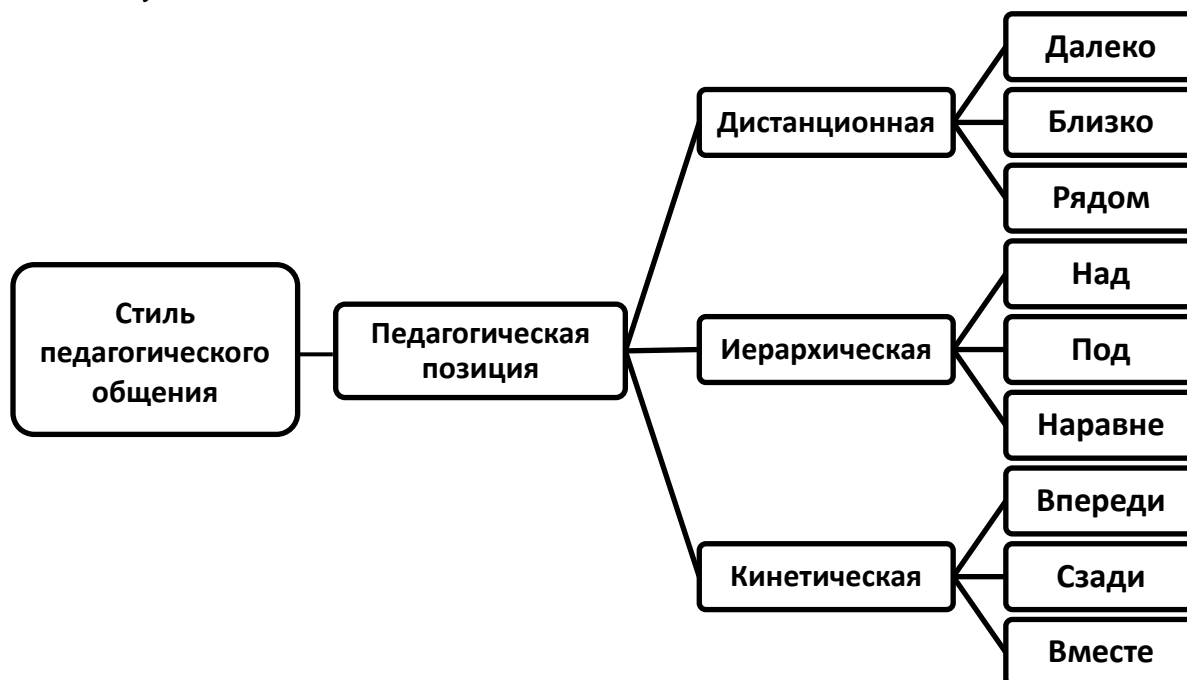 Стиль
педагогического
общения
Педагогическая
позиция
Дистанционная
Далеко
Близко
Рядом
Иерархическая
Над
Под
Наравне
Кинетическая
Впереди
Сзади
Вместе